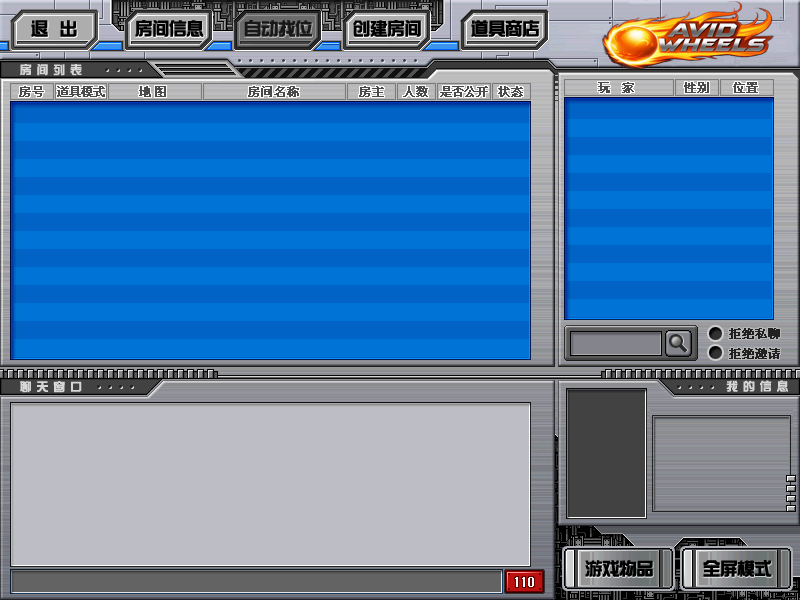 退 出 房间信息 自动找位 创建房间 道具商店 AVID
WHEELS
房间列表
房号 道具模式 地图 房间名称 房主 人数 是否公开 状态 玩 家 性别 位置
拒绝私聊
拒绝邀请
聊天窗口 我的信息
110 游戏物品 全屏模式